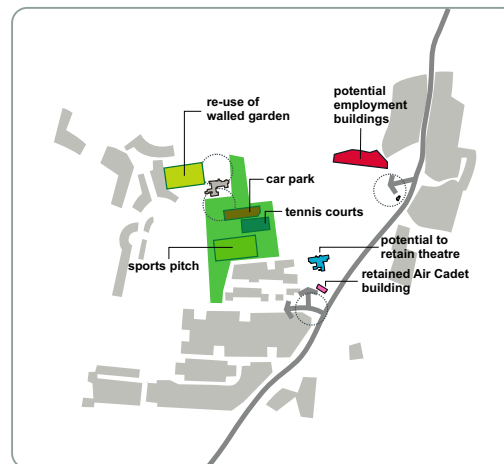 re-use of
walled garden
potential
employment
buildings
car park
tennis courts
sports pitch
potential to
retain theatre
retained Air Cadet
building